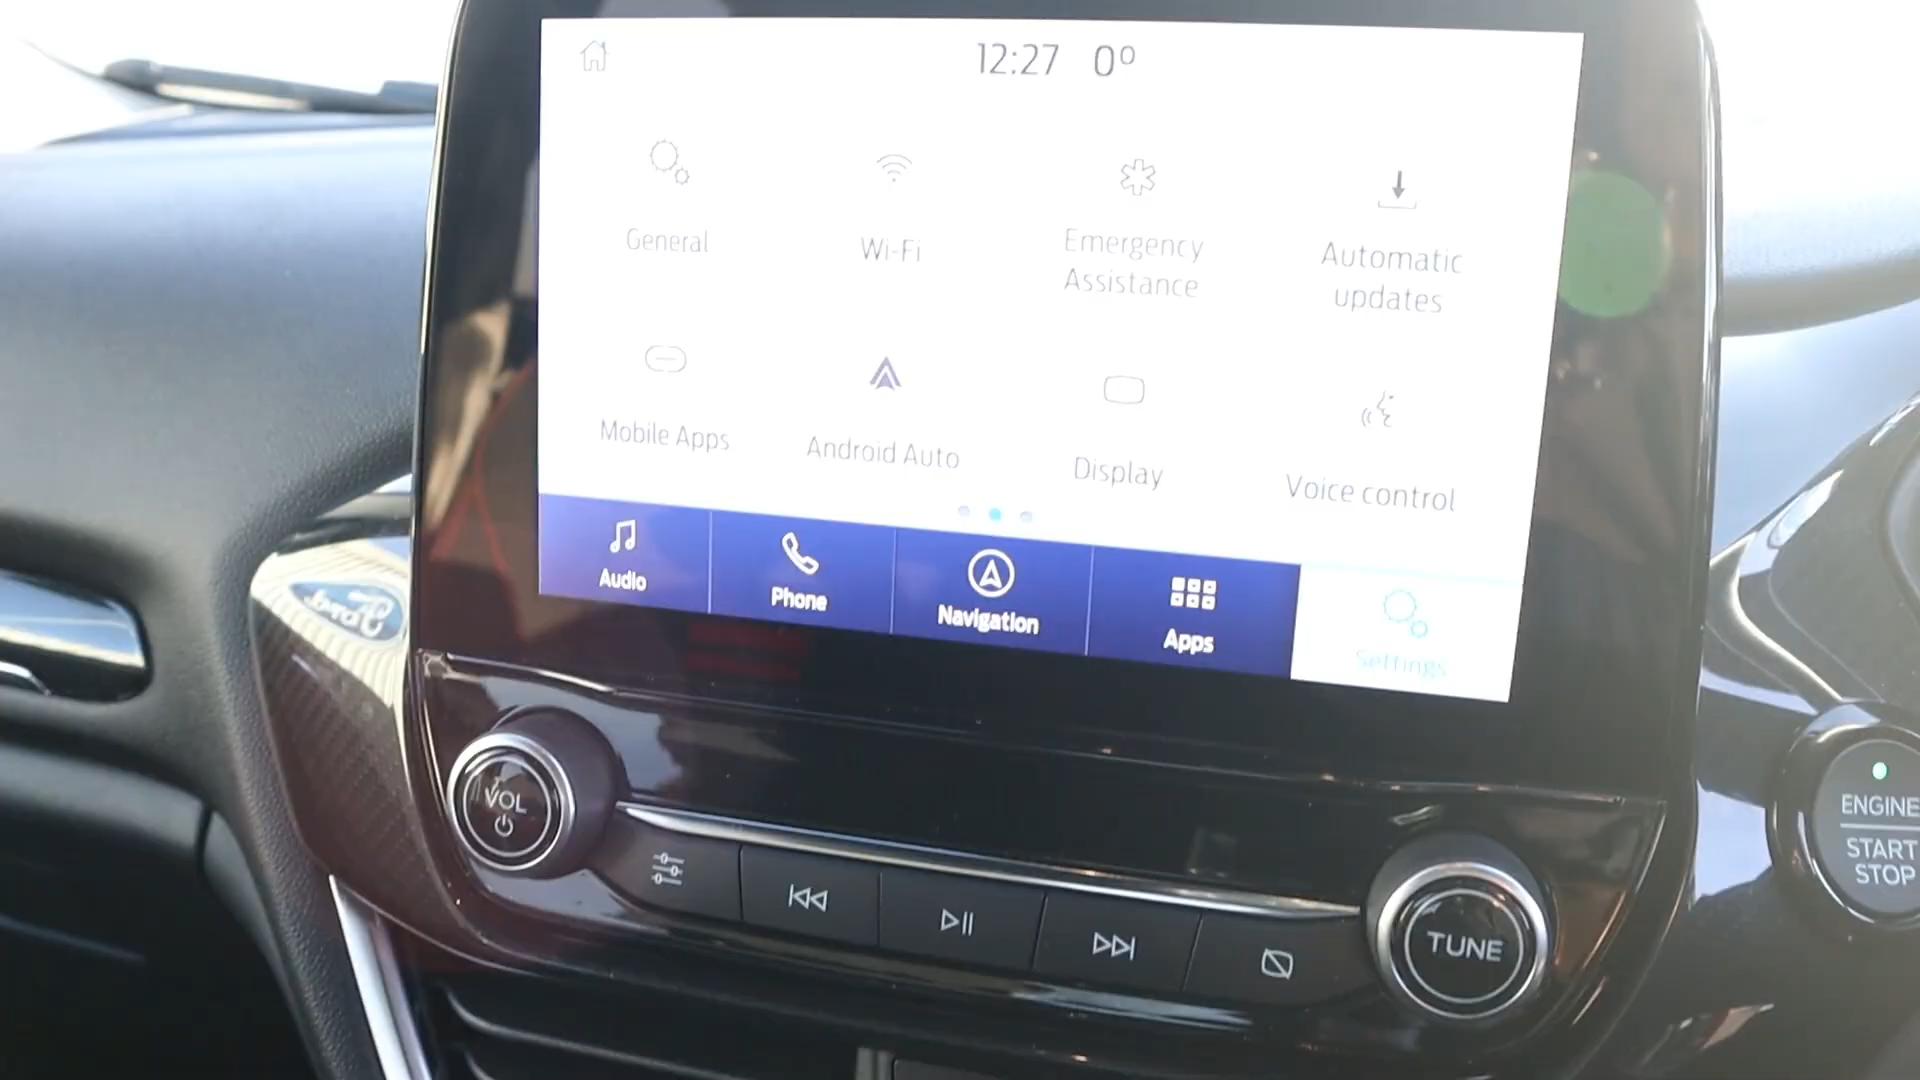 12:27 0°
General
Wi-Fi
Emergency
Assistance
Automatic
updates
Mobile Apps
Android Auto
Display
Voice control
Audio
Phone
Navigation
Apps
Settings
Ford
VOL
TUNE
ENGINE
START
STOP